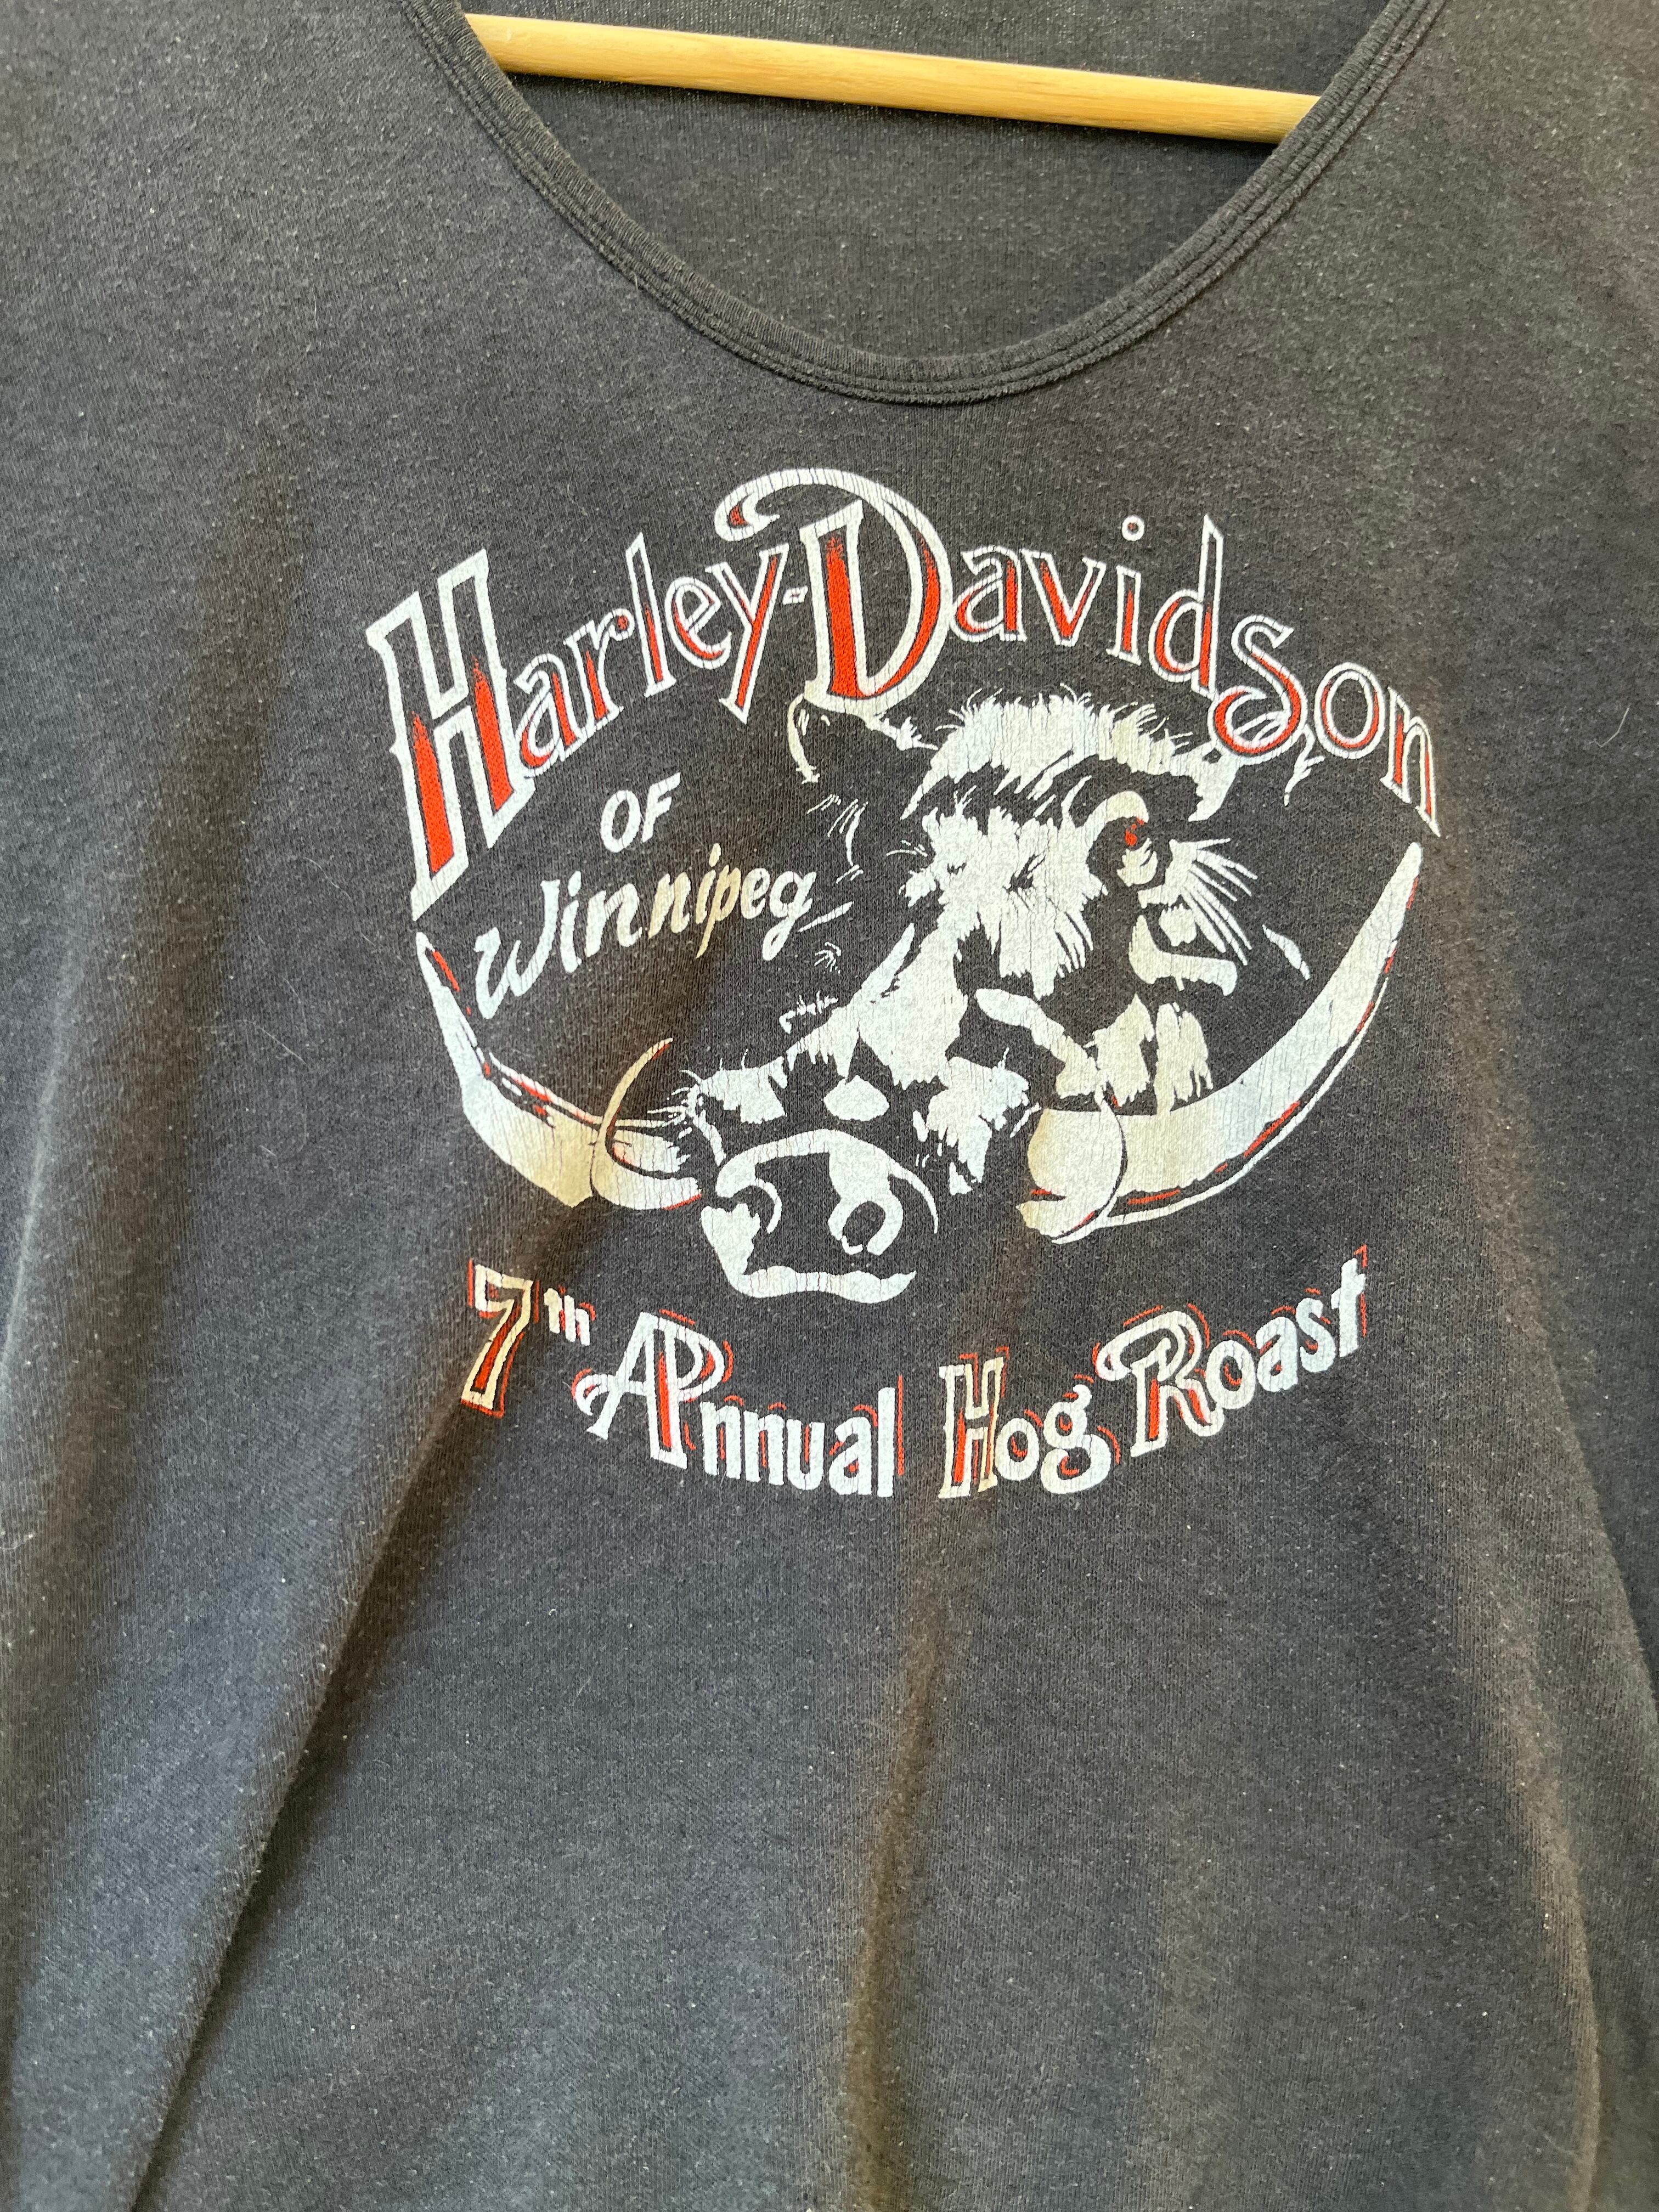 Harley-Davidson
OF
Winnipeg
7th Annual Hog Roast